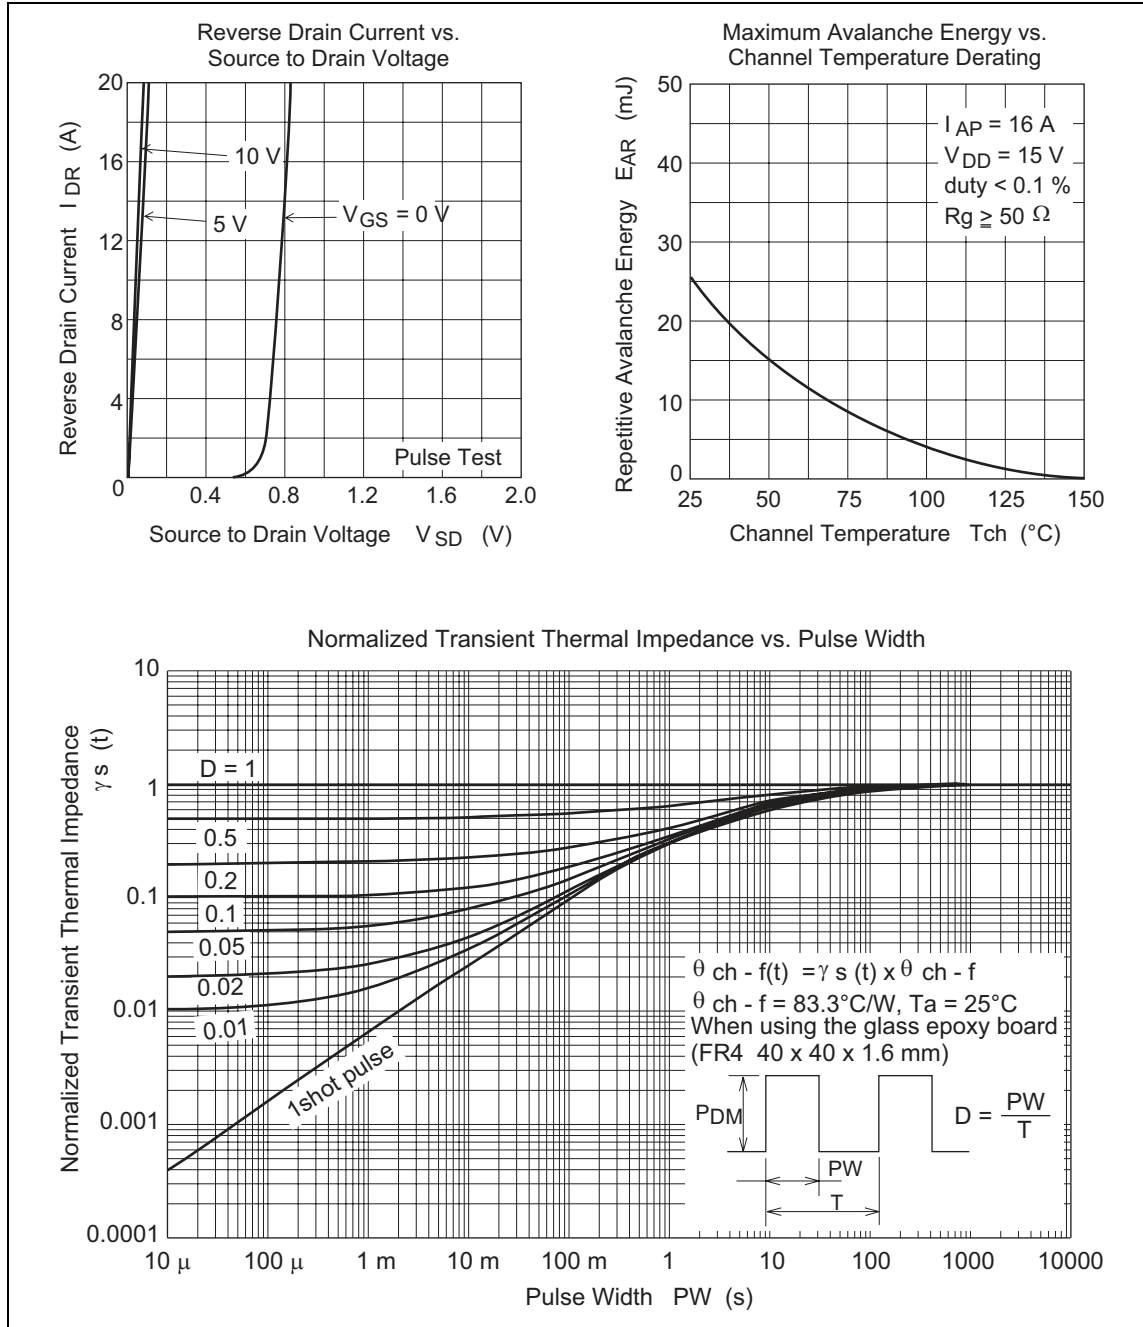 Reverse Drain Current vs.
Source to Drain Voltage
Reverse Drain Current I DR (A)
20
16
12
8
4
0
10 V
5 V
V GS = 0 V
Pulse Test
0.4 0.8 1.2 1.6 2.0
Source to Drain Voltage V SD (V)
Maximum Avalanche Energy vs.
Channel Temperature Derating
Repetitive Avalanche Energy EAR (mJ)
50
40
30
20
10
0
I AP = 16 A
V DD = 15 V
duty < 0.1 %
Rg ≧ 50 Ω
25 50 75 100 125 150
Channel Temperature Tch (°C)
Normalized Transient Thermal Impedance vs. Pulse Width
Normalized Transient Thermal Impedance
γ s (t)
10
1
0.1
0.01
0.001
0.0001
D = 1
0.5
0.2
0.1
0.05
0.02
0.01
1shot pulse
θ ch - f(t) = γ s (t) x θ ch - f
θ ch - f = 83.3°C/W, Ta = 25°C
When using the glass epoxy board
(FR4 40 x 40 x 1.6 mm)
PDM
PW
T
D = PW
T
10 μ 100 μ 1 m 10 m 100 m 1 10 100 1000 10000
Pulse Width PW (s)